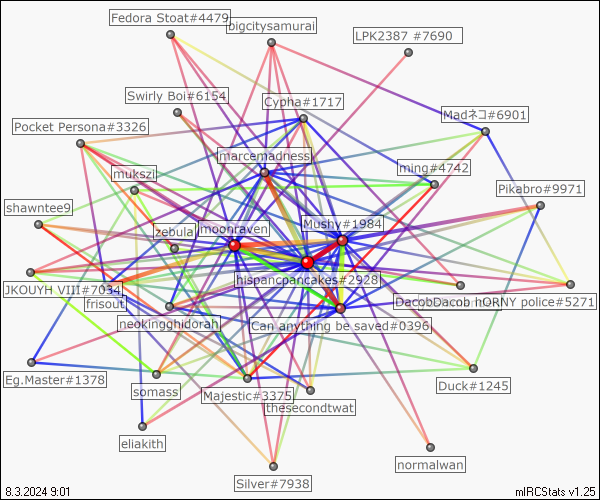 Fedora Stoat#4479
bigcitysamurai
LPK2387 #7690
Swirly Boi#6154
Cypha#1717
Madネコ#6901
Pocket Persona#3326
marcemadness
mukszi
ming#4742
Pikabro#9971
shawntee9
zebula
moonraven
Mushy#1984
hispancpancakes#2928
JKOUYH VIII#7034
frisout
DacobDacob
hORNY police#5271
neokingghidorah
Can anything be saved#0396
Eg.Master#1378
somass
Majestic#3375
thesecondtwat
Duck#1245
eliakith
normalwan
Silver#7938
8.3.2024 9:01
mIRCStats v1.25